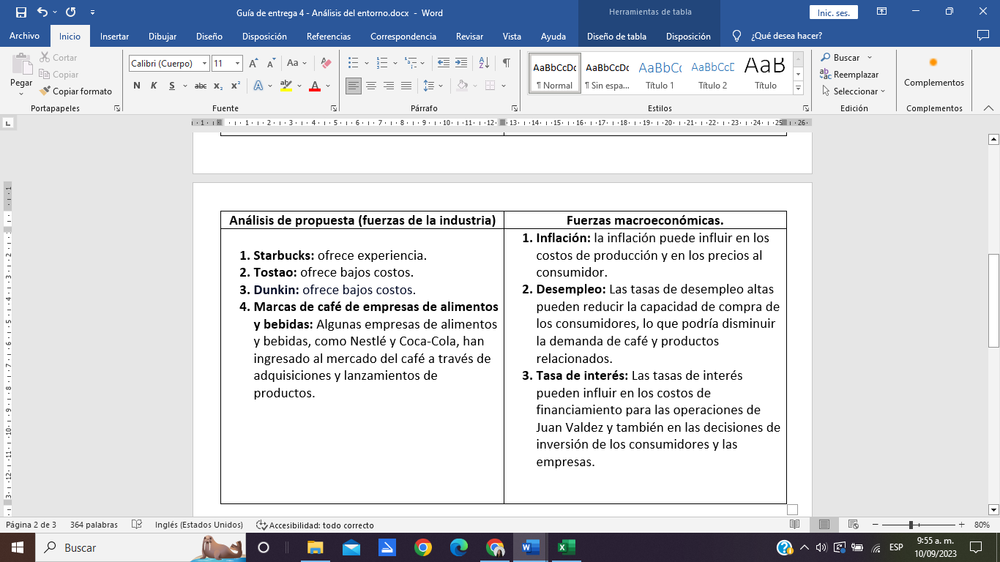 Guía de entrega 4 - Análisis del entorno.docx - Word
Herramientas de tabla
Inic. ses.
Archivo Inicio Insertar Dibujar Diseño Disposición Referencias Correspondencia Revisar Vista Ayuda Diseño de tabla Disposición ¿Qué desea hacer?
Pegar
Cortar
Copiar
Copiar formato
Portapapeles
Calibri (Cuerpo) 11
Aa
N K S abc x₂ x² A A
Fuente
Párrafo
AaBbCcDc AaBbCcDc AaBbCc AaBbCcD AaB
¶ Normal ¶ Sin espa... Título 1 Título 2 Título
Estilos
Buscar
Reemplazar
Seleccionar
Edición
Complementos
Complementos
Análisis de propuesta (fuerzas de la industria)
1. Starbucks: ofrece experiencia.
2. Tostao: ofrece bajos costos.
3. Dunkin: ofrece bajos costos.
4. Marcas de café de empresas de alimentos
y bebidas: Algunas empresas de alimentos
y bebidas, como Nestlé y Coca-Cola, han
ingresado al mercado del café a través de
adquisiciones y lanzamientos de
productos.
Fuerzas macroeconómicas.
1. Inflación: la inflación puede influir en los
costos de producción y en los precios al
consumidor.
2. Desempleo: Las tasas de desempleo altas
pueden reducir la capacidad de compra de
los consumidores, lo que podría disminuir
la demanda de café y productos
relacionados.
3. Tasa de interés: Las tasas de interés
pueden influir en los costos de
financiamiento para las operaciones de
Juan Valdez y también en las decisiones de
inversión de los consumidores y las
empresas.
Página 2 de 3 364 palabras Inglés (Estados Unidos) Accesibilidad: todo correcto 80%
Buscar
ESP
9:55 a. m.
10/09/2023